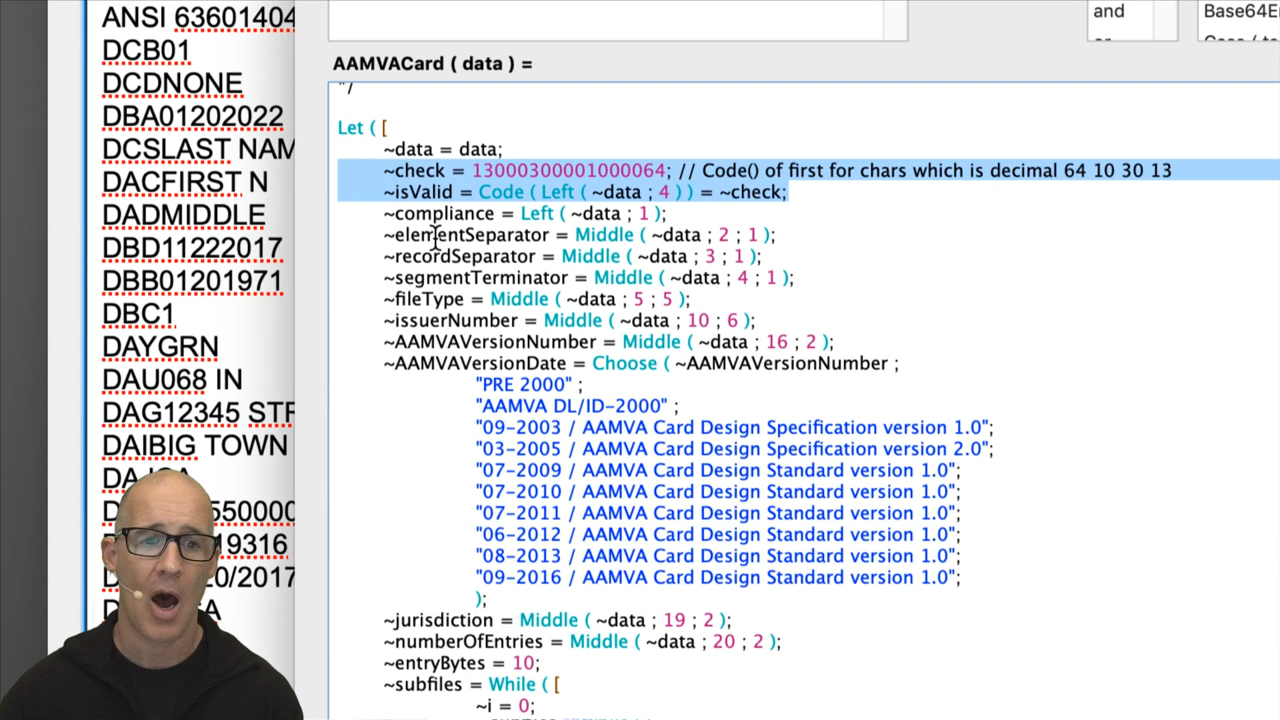 ANSI 63601404
DCB01
DCDNONE
DBA01202022
DCSLAST NAM
DACFIRST N
DADMIDDLE
DBD11222017
DBB01201971
DBC1
DAYGRN
DAU068 IN
DAG12345 STR
DAIBIG TOWN
550000
19316
0/2017
and
Base64E
AAMVACard ( data ) =
*/
Let ( [
~data = data;
~check = 13000300001000064; // Code() of first for chars which is decimal 64 10 30 13
~isValid = Code ( Left ( ~data ; 4 ) ) = ~check;
~compliance = Left ( ~data ; 1 );
~elementSeparator = Middle ( ~data ; 2 ; 1 );
~recordSeparator = Middle ( ~data ; 3 ; 1 );
~segmentTerminator = Middle ( ~data ; 4 ; 1 );
~fileType = Middle ( ~data ; 5 ; 5 );
~issuerNumber = Middle ( ~data ; 10 ; 6 );
~AAMVAVersionNumber = Middle ( ~data ; 16 ; 2 );
~AAMVAVersionDate = Choose ( ~AAMVAVersionNumber ;
"PRE 2000" ;
"AAMVA DL/ID-2000" ;
"09-2003 / AAMVA Card Design Specification version 1.0";
"03-2005 / AAMVA Card Design Specification version 2.0";
"07-2009 / AAMVA Card Design Standard version 1.0";
"07-2010 / AAMVA Card Design Standard version 1.0";
"07-2011 / AAMVA Card Design Standard version 1.0";
"06-2012 / AAMVA Card Design Standard version 1.0";
"08-2013 / AAMVA Card Design Standard version 1.0";
"09-2016 / AAMVA Card Design Standard version 1.0";
);
~jurisdiction = Middle ( ~data ; 19 ; 2 );
~numberOfEntries = Middle ( ~data ; 20 ; 2 );
~entryBytes = 10;
~subfiles = While ( [
~i = 0;